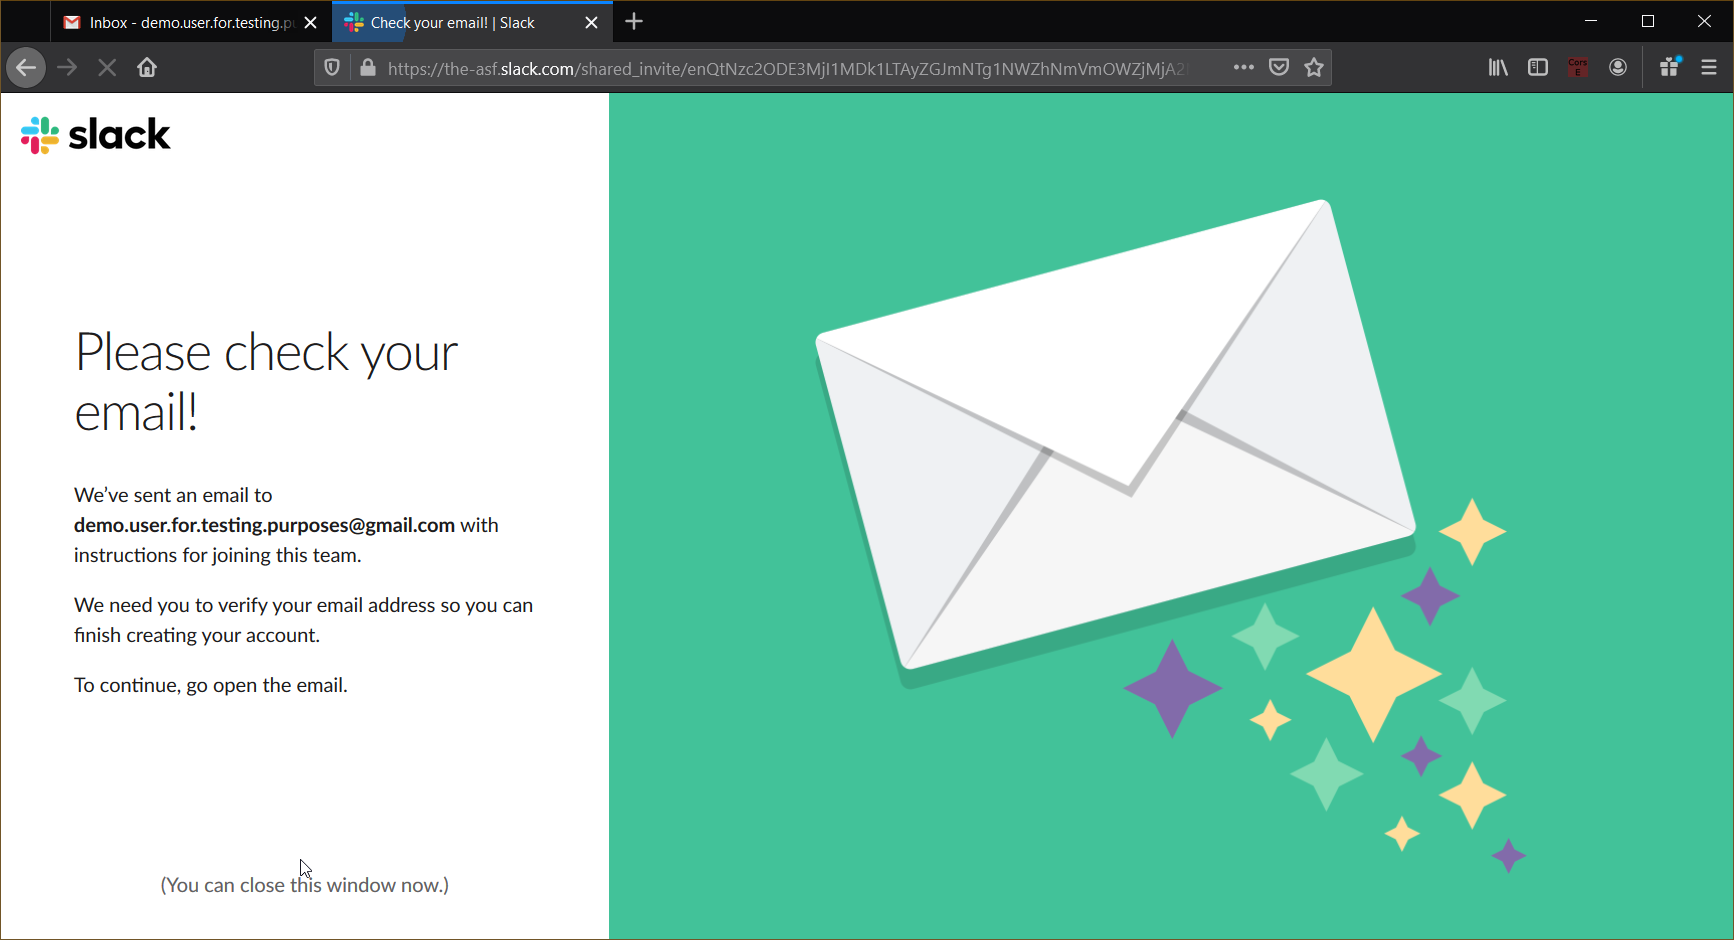 Inbox - demo.user.for.testing.pu
Check your email! | Slack
https://the-asf.slack.com/shared_invite/enQtNzc2ODE3MjI1MDk1LTAyZGJmNTg1NWZhNmVmOWZjMjA2
Cors
E
slack
Please check your
email!
We’ve sent an email to
demo.user.for.testing.purposes@gmail.com with
instructions for joining this team.
We need you to verify your email address so you can
finish creating your account.
To continue, go open the email.
(You can close this window now.)